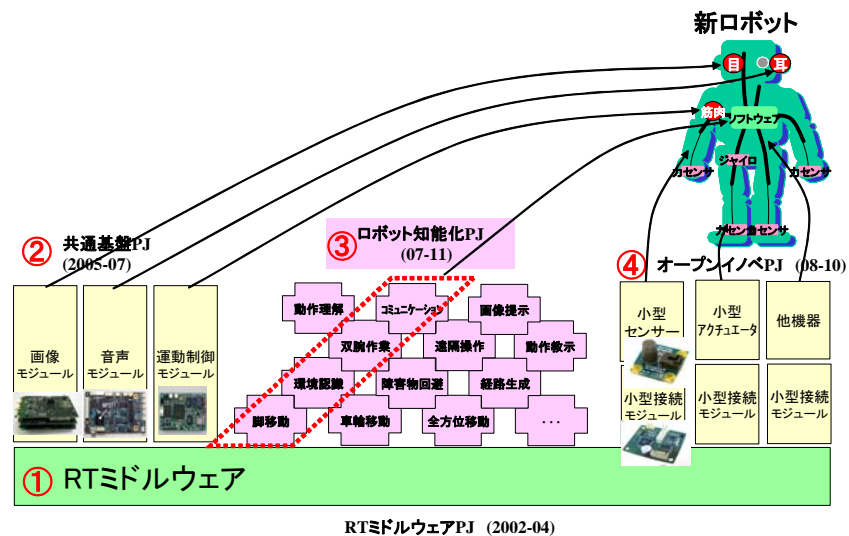 新ロボット
目
耳
筋肉
ソフトウェア
ジャイロ
力センサ
力センサ
力センサ
力センサ
② 共通基盤PJ
(2005-07)
③ ロボット知能化PJ
(07-11)
④ オープンイノベPJ (08-10)
画像
モジュール
音声
モジュール
運動制御
モジュール
動作理解
コミュニケーション
画像提示
双腕作業
遠隔操作
動作教示
環境認識
障害物回避
経路生成
脚移動
車輪移動
全方位移動
・・・
小型
センサー
小型
アクチュエータ
他機器
小型接続
モジュール
小型接続
モジュール
小型接続
モジュール
① RTミドルウェア
RTミドルウェアPJ (2002-04)